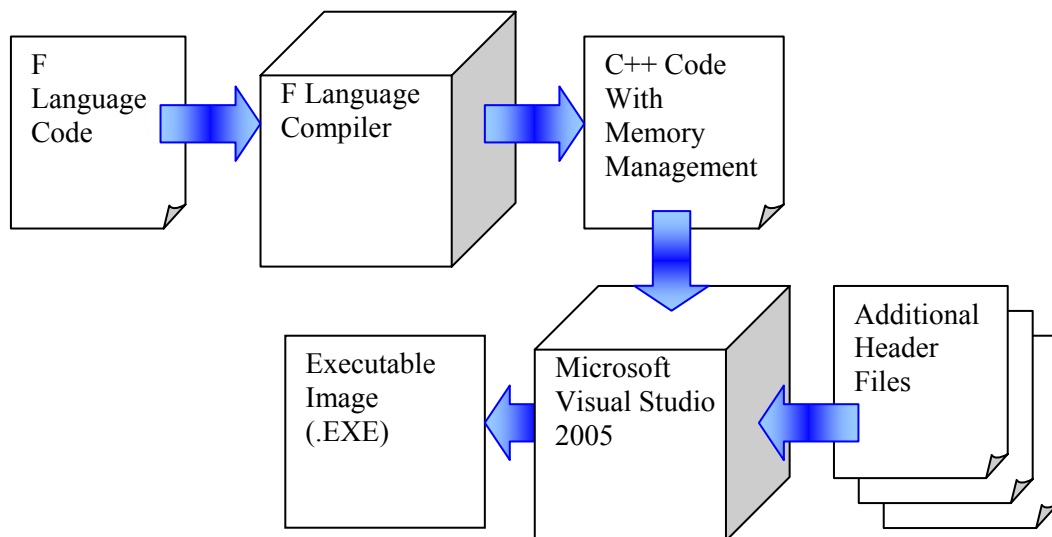 F
Language
Code
F Language
Compiler
C++ Code
With
Memory
Management
Executable
Image
(.EXE)
Microsoft
Visual Studio
2005
Additional
Header
Files